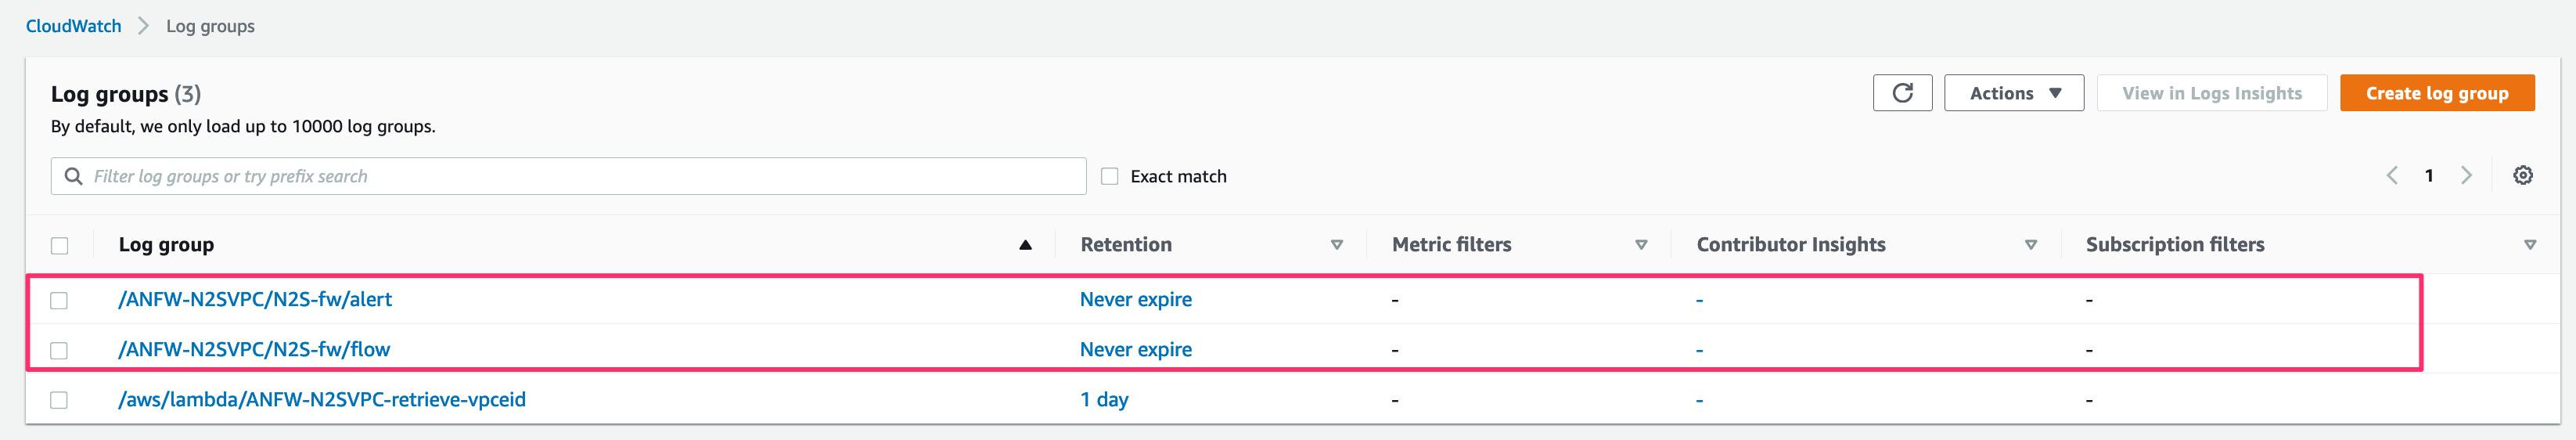 CloudWatch > Log groups
Log groups (3)
By default, we only load up to 10000 log groups.
Actions View in Logs Insights Create log group
Filter log groups or try prefix search Exact match 1
Log group Retention Metric filters Contributor Insights Subscription filters
/ANFW-N2SVPC/N2S-fw/alert Never expire - - -
/ANFW-N2SVPC/N2S-fw/flow Never expire - - -
/aws/lambda/ANFW-N2SVPC-retrieve-vpceid 1 day - - -